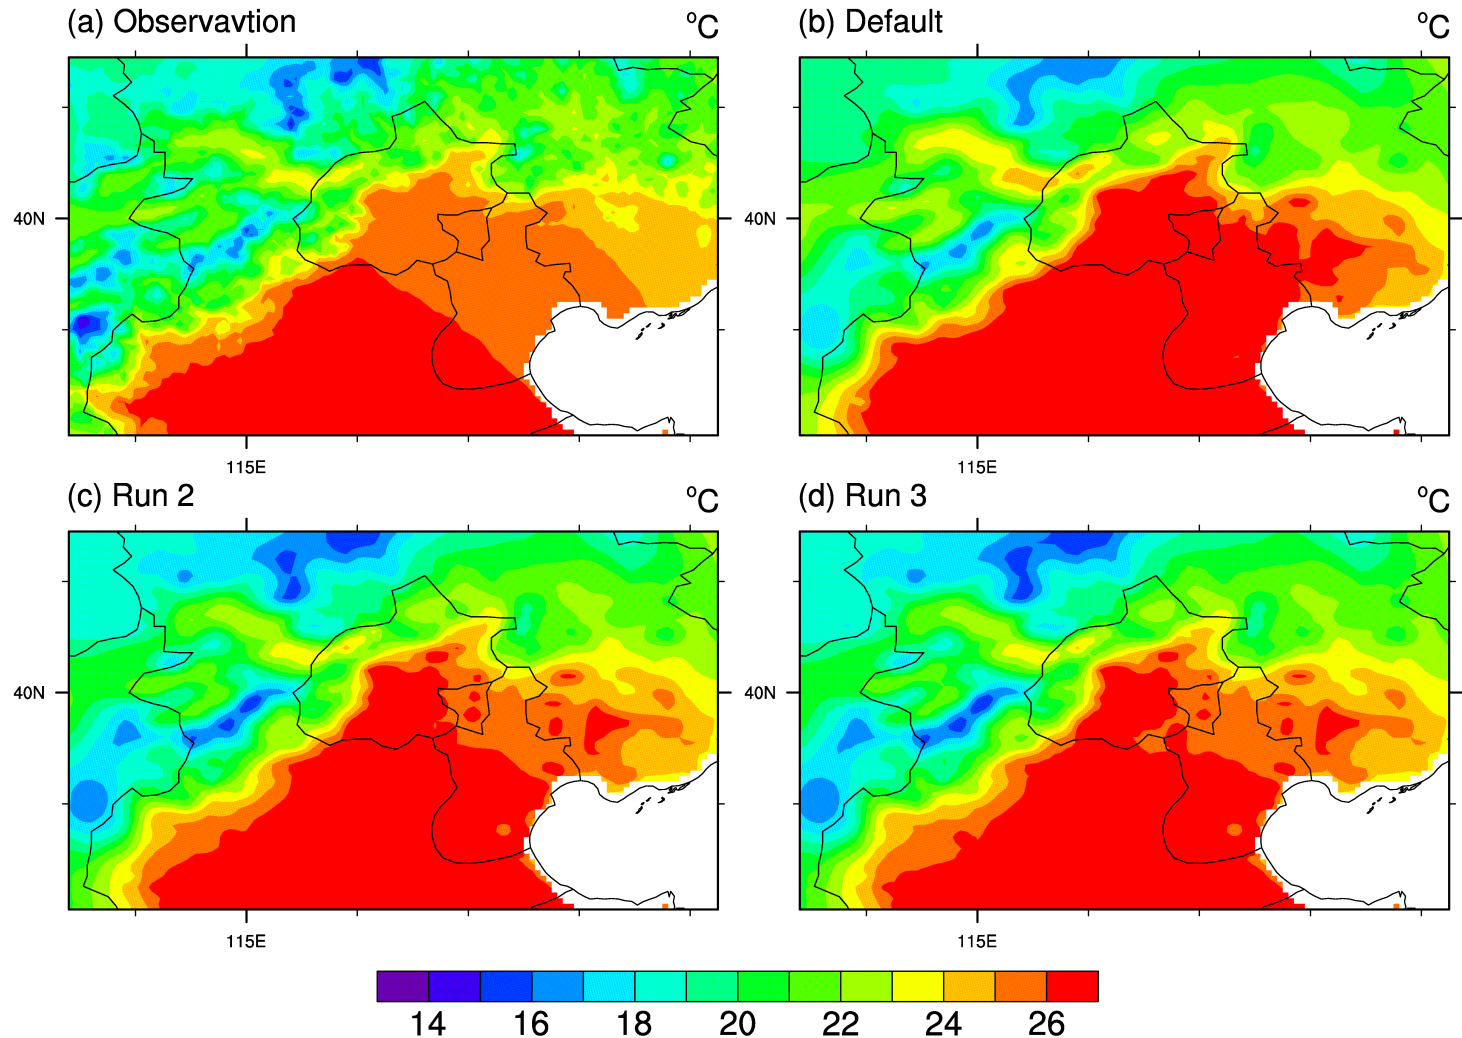 (a) Observavtion °C
(b) Default °C
40N
40N
115E
115E
(c) Run 2 °C
(d) Run 3 °C
40N
40N
115E
115E
14 16 18 20 22 24 26